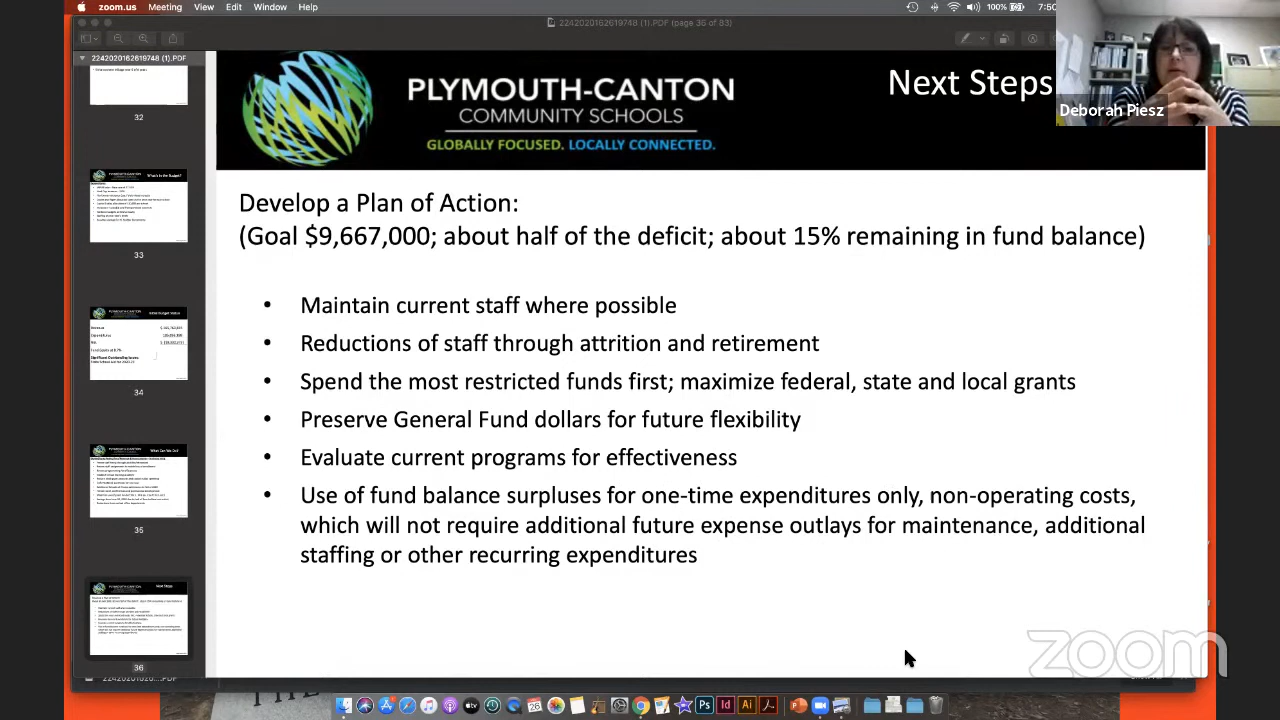 zoom.us Meeting View Edit Window Help 100% 7:50
2242020162619748 (1).PDF (page 36 of 83)
2242020162619748 (1).PDF
32
33
34
35
36
PLYMOUTH-CANTON
COMMUNITY SCHOOLS
GLOBALLY FOCUSED. LOCALLY CONNECTED.
Next Steps
Deborah Piesz
Develop a Plan of Action:
(Goal $9,667,000; about half of the deficit; about 15% remaining in fund balance)
• Maintain current staff where possible
• Reductions of staff through attrition and retirement
• Spend the most restricted funds first; maximize federal, state and local grants
• Preserve General Fund dollars for future flexibility
• Evaluate current programs for effectiveness
• Use of fund balance surpluses for one-time expenditures only, non-operating costs,
which will not require additional future expense outlays for maintenance, additional
staffing or other recurring expenditures
zoom